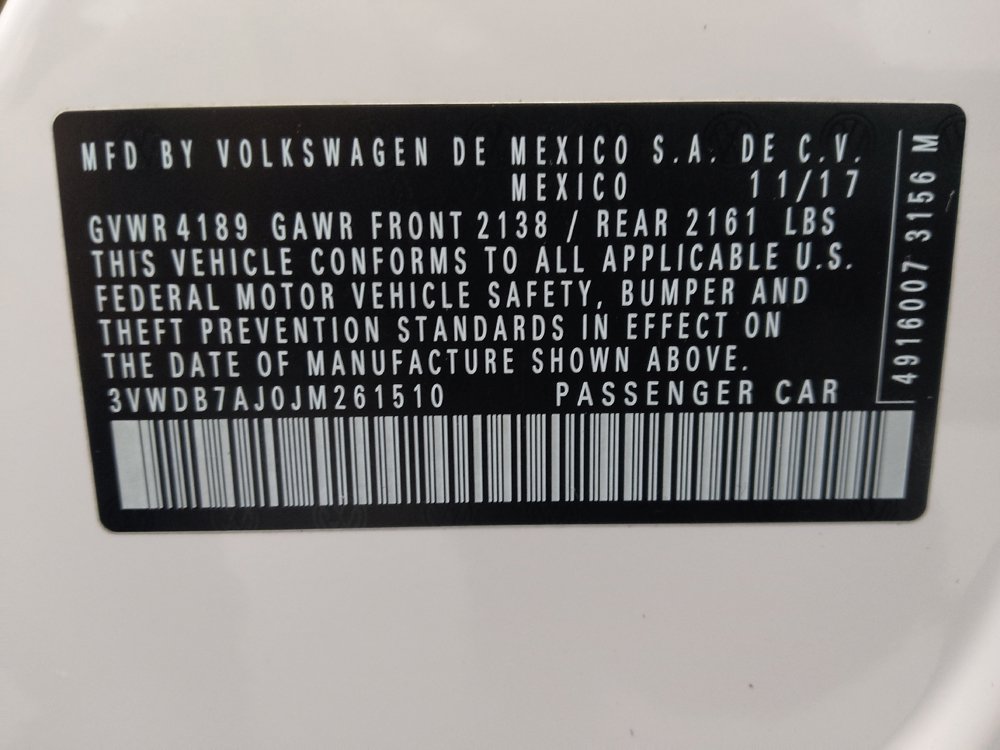 MFD BY VOLKSWAGEN DE MEXICO S.A. DE C.V.
MEXICO 11/17
GVWR 4189 GAWR FRONT 2138 / REAR 2161 LBS
THIS VEHICLE CONFORMS TO ALL APPLICABLE U.S.
FEDERAL MOTOR VEHICLE SAFETY, BUMPER AND
THEFT PREVENTION STANDARDS IN EFFECT ON
THE DATE OF MANUFACTURE SHOWN ABOVE.
3VWDB7AJ0JM261510 PASSENGER CAR
4916007 3156 M